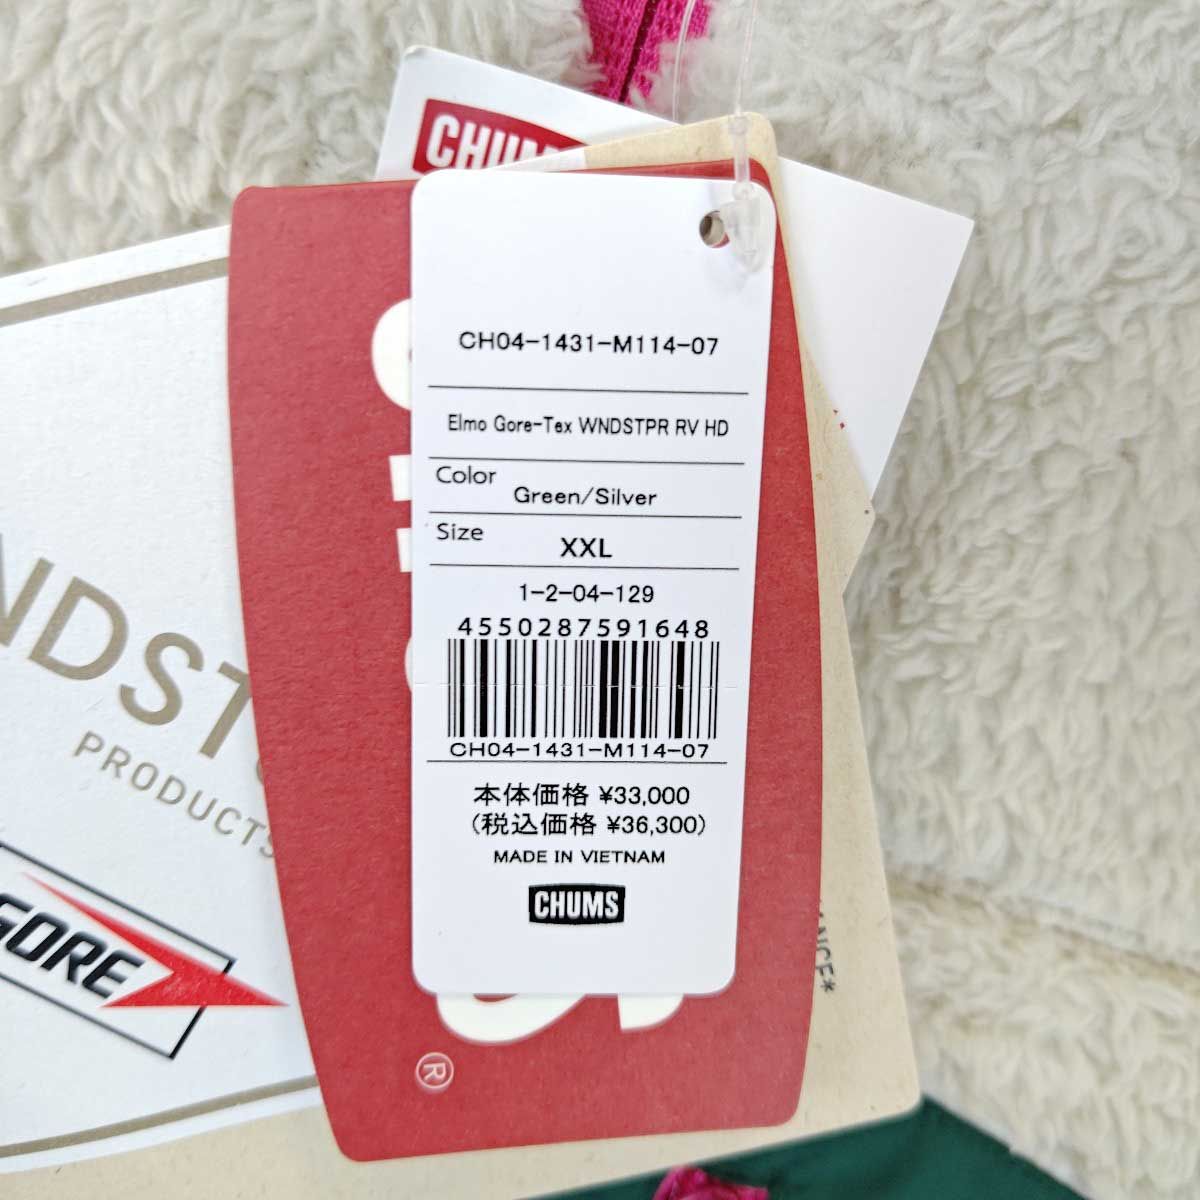 CHUMS
CH04-1431-M114-07
Elmo Gore-Tex WNDSTPR RV HD
Color
Green/Silver
Size
XXL
1-2-04-129
4550287591648
CH04-1431-M114-07
本体価格 ¥33,000
(税込価格 ¥36,300)
MADE IN VIETNAM
CHUMS
PRODUCTS
GORE
®